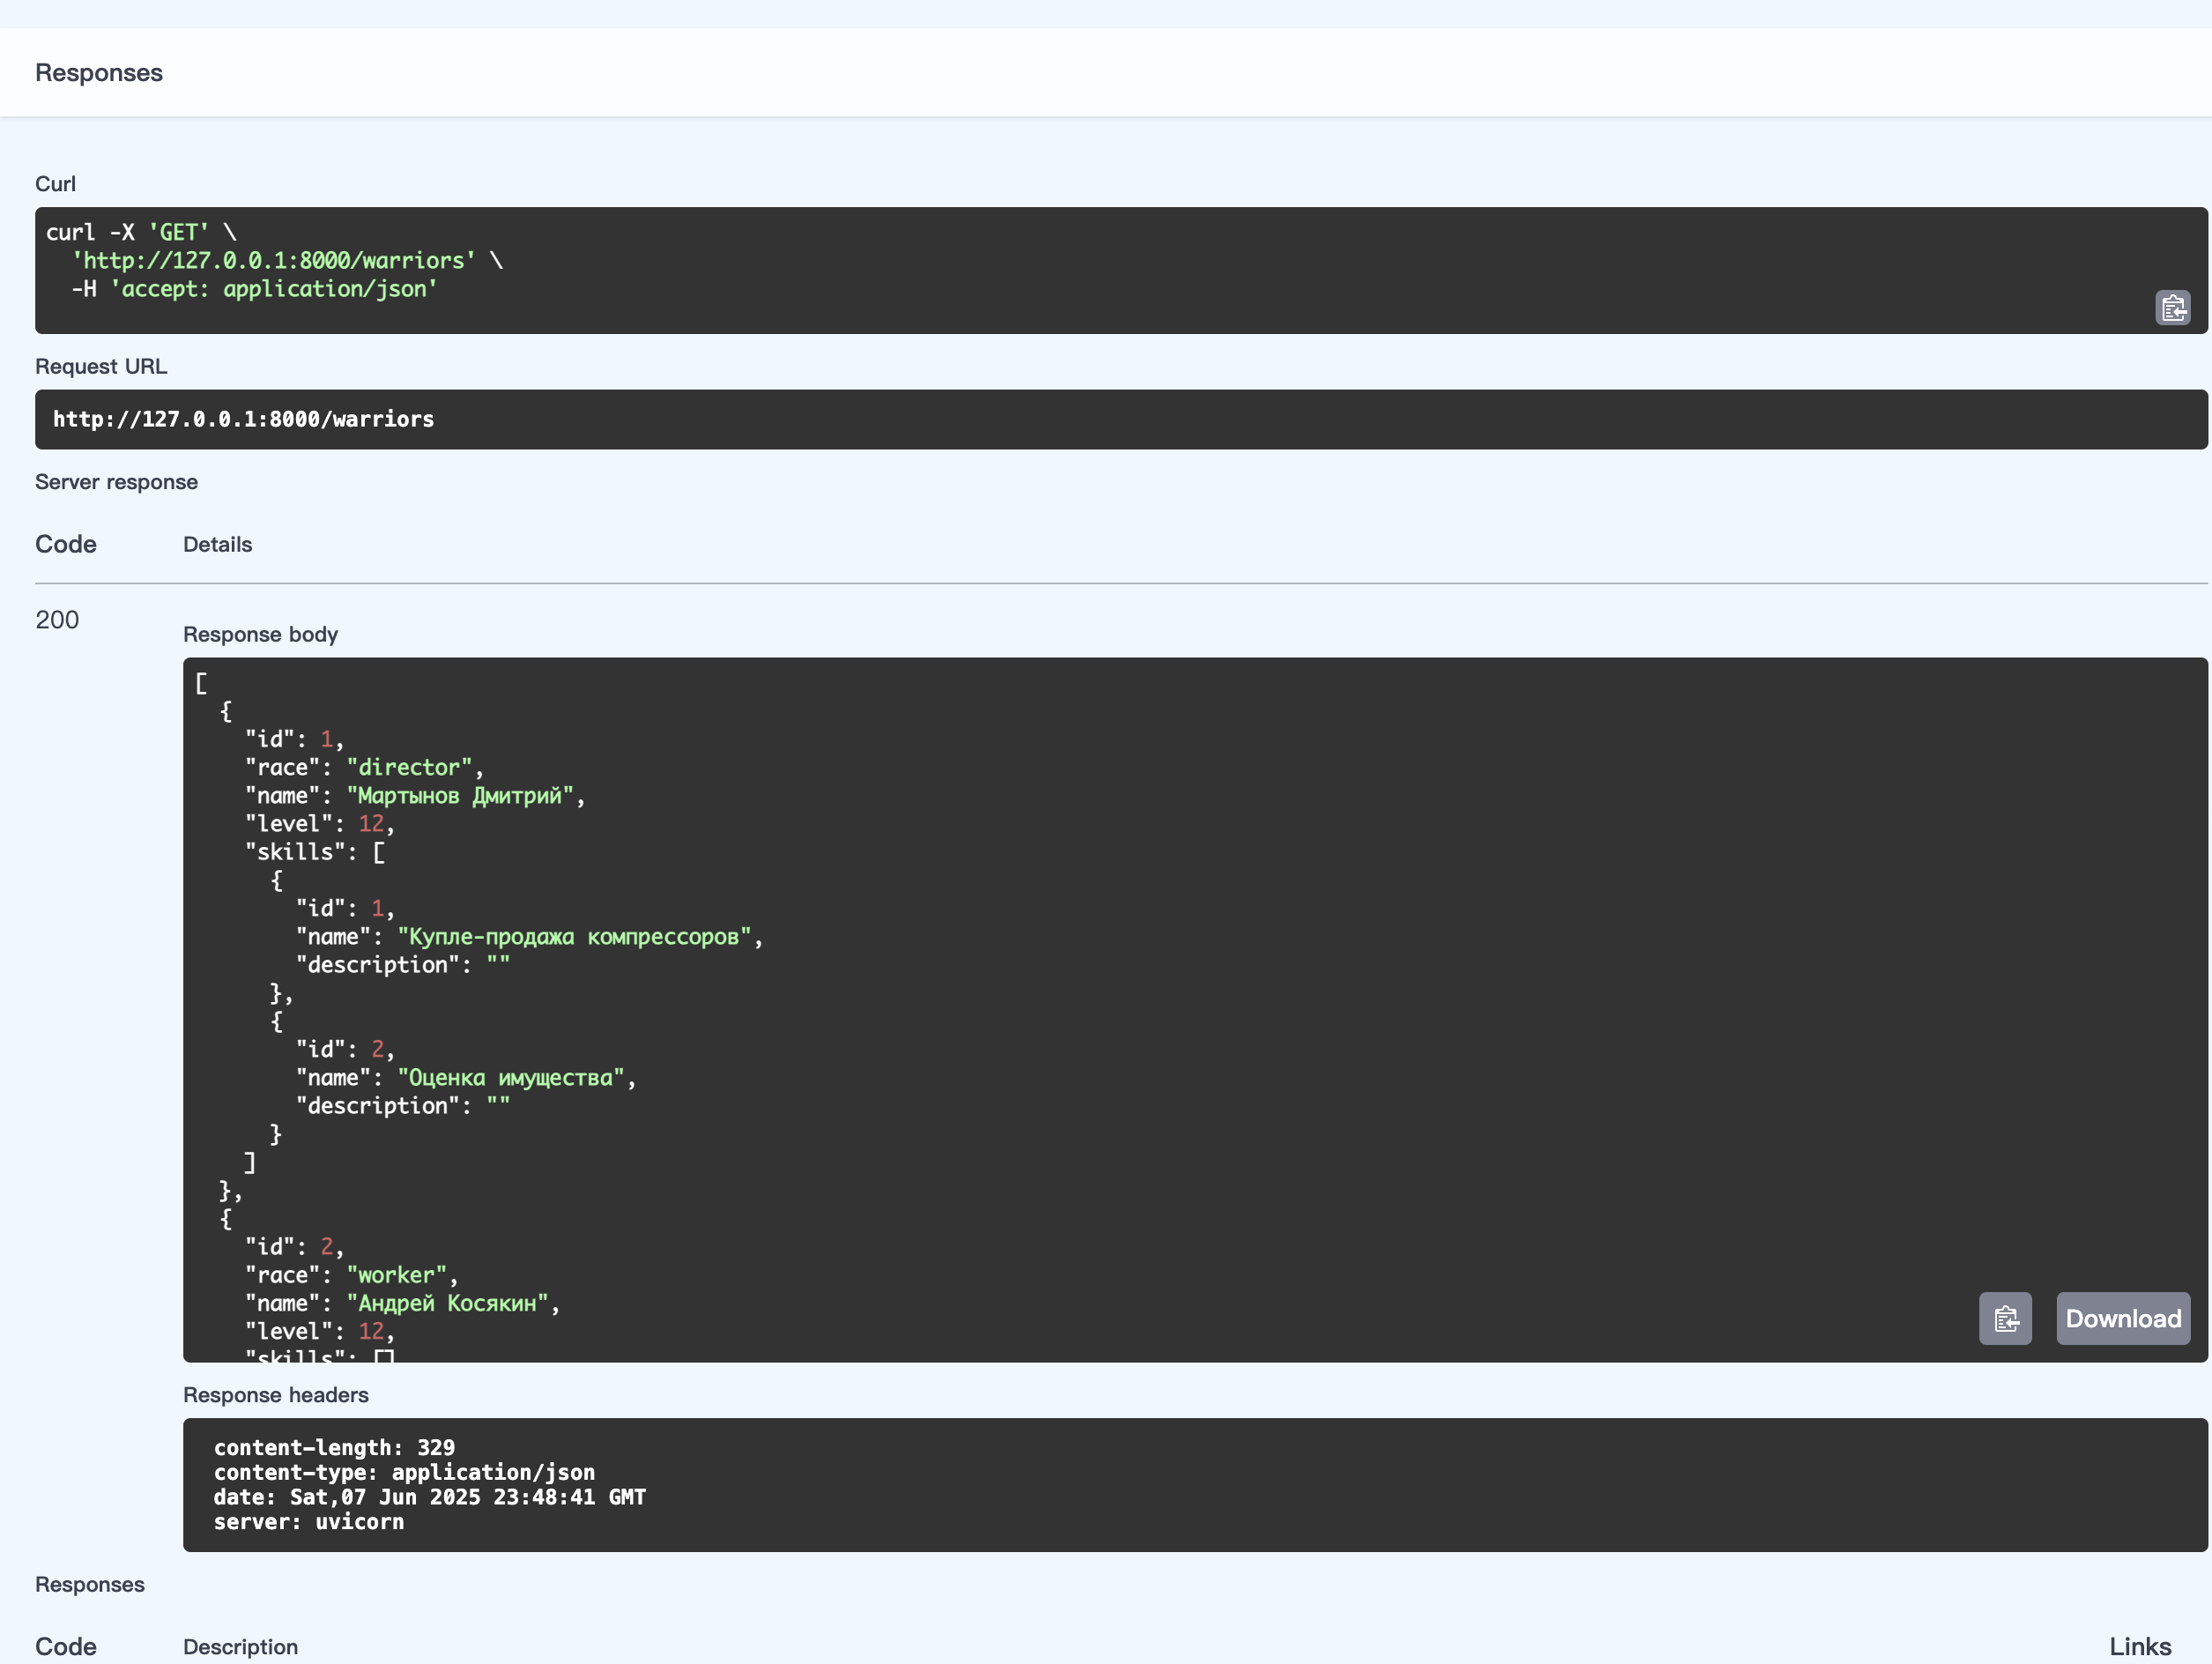 Responses
Curl
curl -X 'GET' \
  'http://127.0.0.1:8000/warriors' \
  -H 'accept: application/json'
Request URL
http://127.0.0.1:8000/warriors
Server response
Code	Details
200
Response body
[
  {
    "id": 1,
    "race": "director",
    "name": "Мартынов Дмитрий",
    "level": 12,
    "skills": [
      {
        "id": 1,
        "name": "Купле-продажа компрессоров",
        "description": ""
      },
      {
        "id": 2,
        "name": "Оценка имущества",
        "description": ""
      }
    ]
  },
  {
    "id": 2,
    "race": "worker",
    "name": "Андрей Косякин",
    "level": 12,
    "skills": []
Download
Response headers
content-length: 329
content-type: application/json
date: Sat,07 Jun 2025 23:48:41 GMT
server: uvicorn
Responses
Code	Description	Links